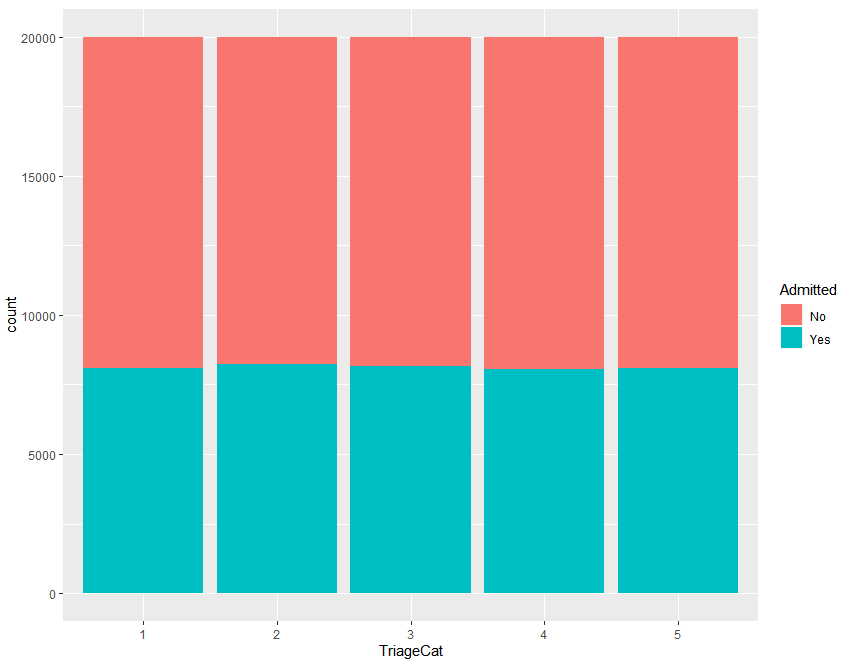 20000
15000
10000
5000
0
count
1 2 3 4 5
TriageCat
Admitted
No
Yes